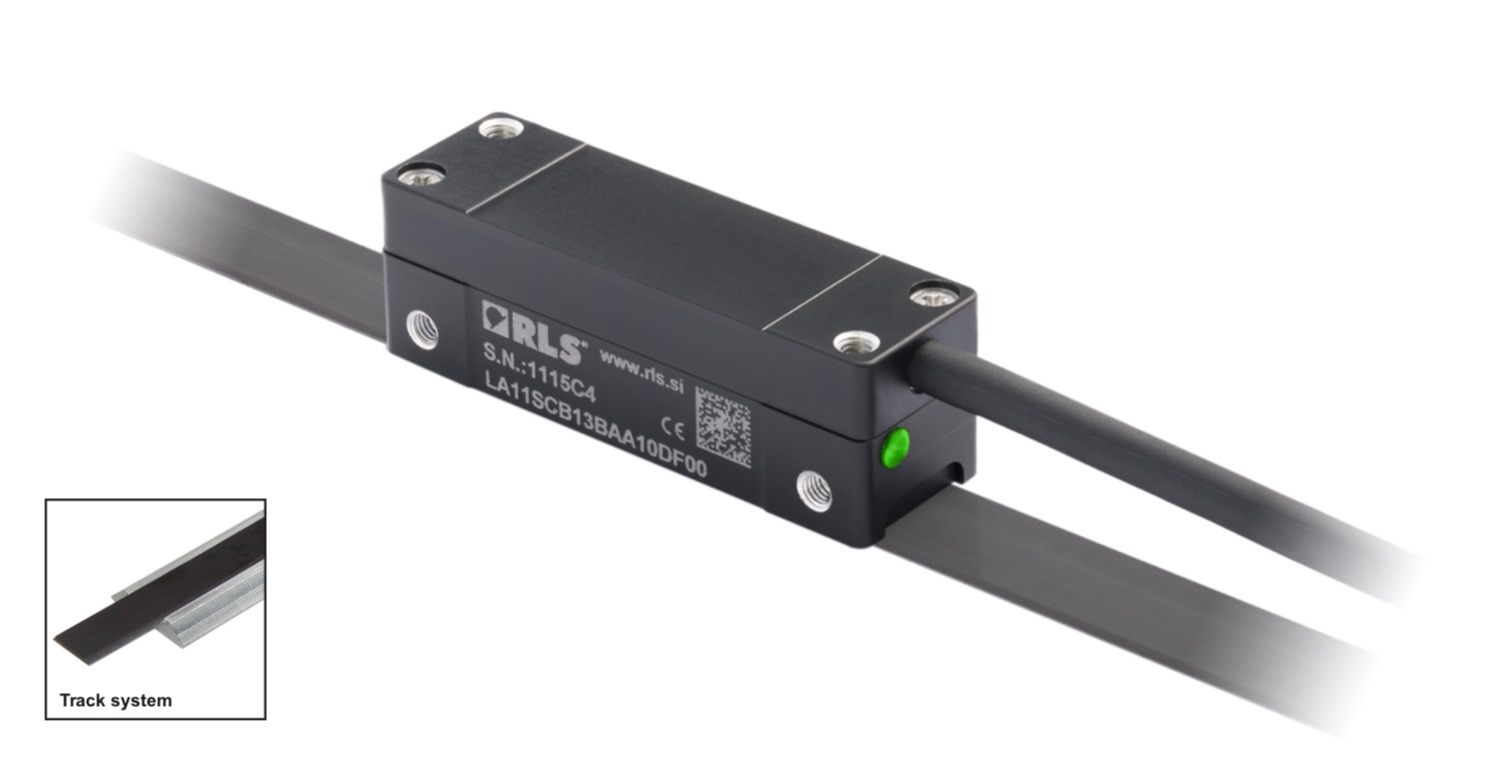 RLS® www.rls.si
S.N.:1115C4
LA11SCB13BAA10DF00
CE
Track system